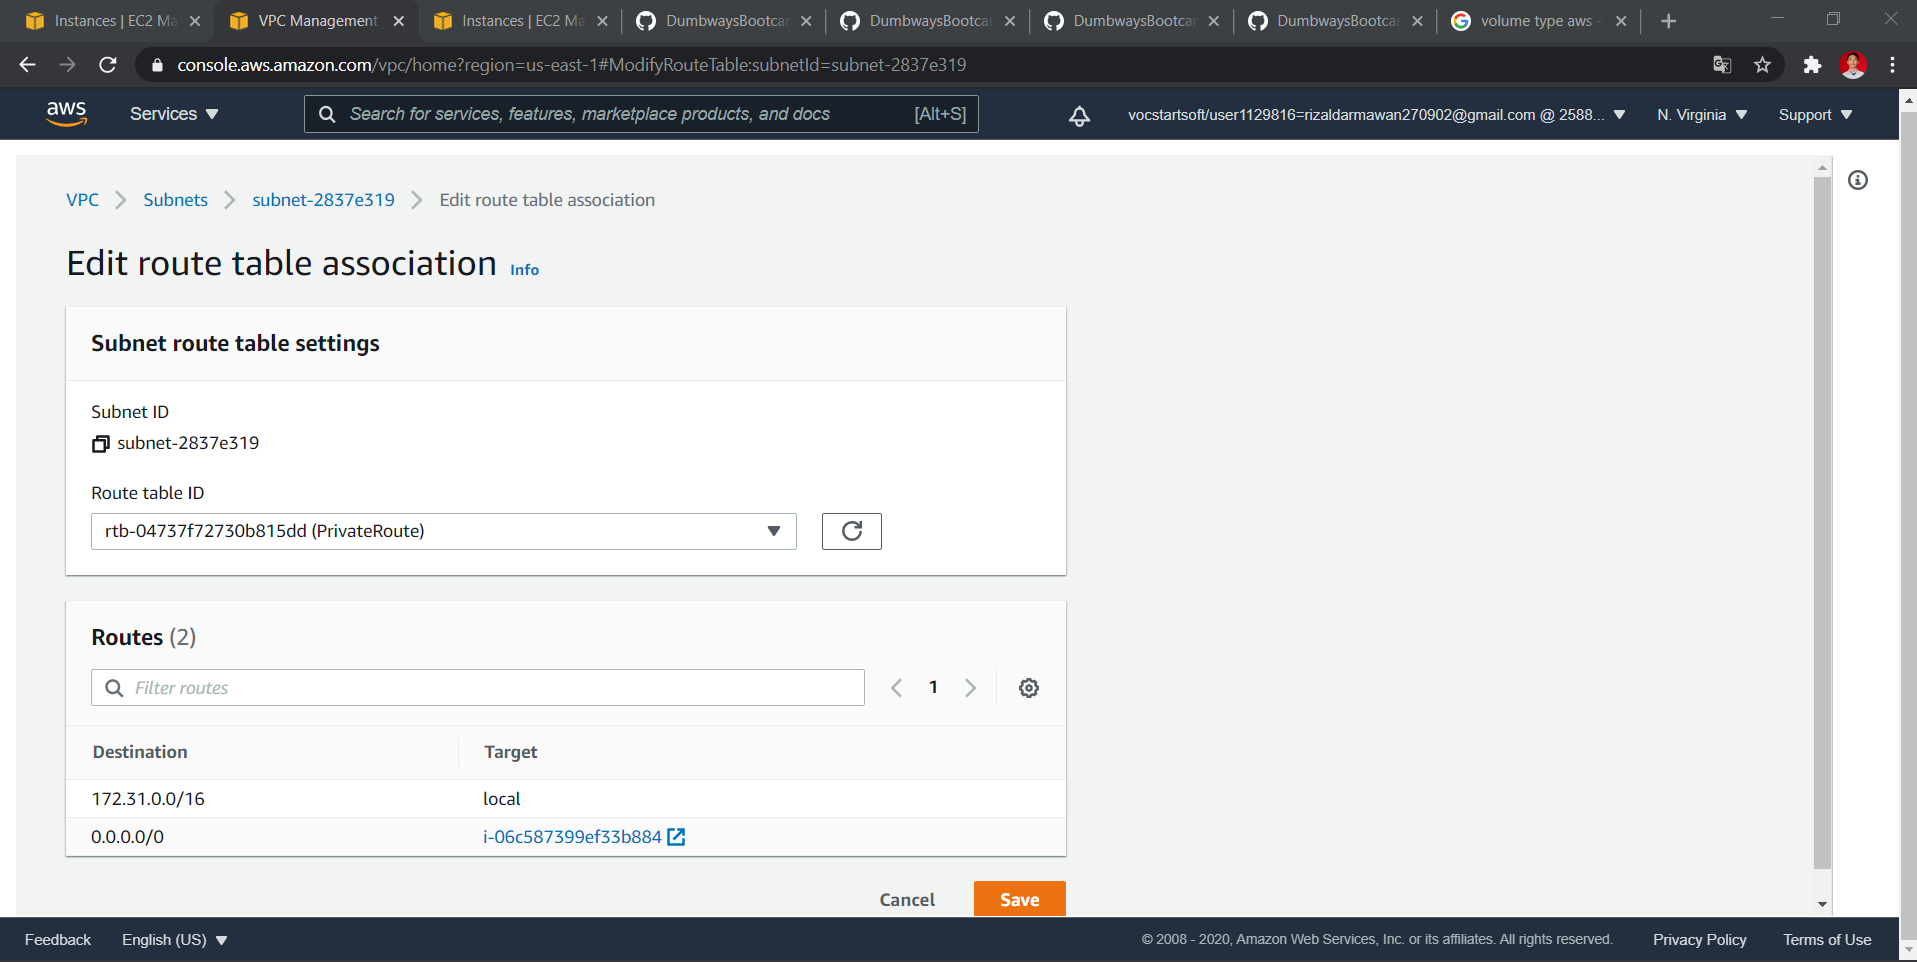 Instances | EC2 Ma
VPC Management
Instances | EC2 Ma
DumbwaysBootcar
DumbwaysBootcar
DumbwaysBootcar
DumbwaysBootcar
volume type aws -
console.aws.amazon.com/vpc/home?region=us-east-1#ModifyRouteTable:subnetId=subnet-2837e319
aws
Services
Search for services, features, marketplace products, and docs
[Alt+S]
vocstartsoft/user1129816=rizaldarmawan270902@gmail.com @ 2588...
N. Virginia
Support
VPC
Subnets
subnet-2837e319
Edit route table association
Edit route table association
Info
Subnet route table settings
Subnet ID
subnet-2837e319
Route table ID
rtb-04737f72730b815dd (PrivateRoute)
Routes (2)
Filter routes
1
Destination
Target
172.31.0.0/16
local
0.0.0.0/0
i-06c587399ef33b884
Cancel
Save
Feedback
English (US)
© 2008 - 2020, Amazon Web Services, Inc. or its affiliates. All rights reserved.
Privacy Policy
Terms of Use